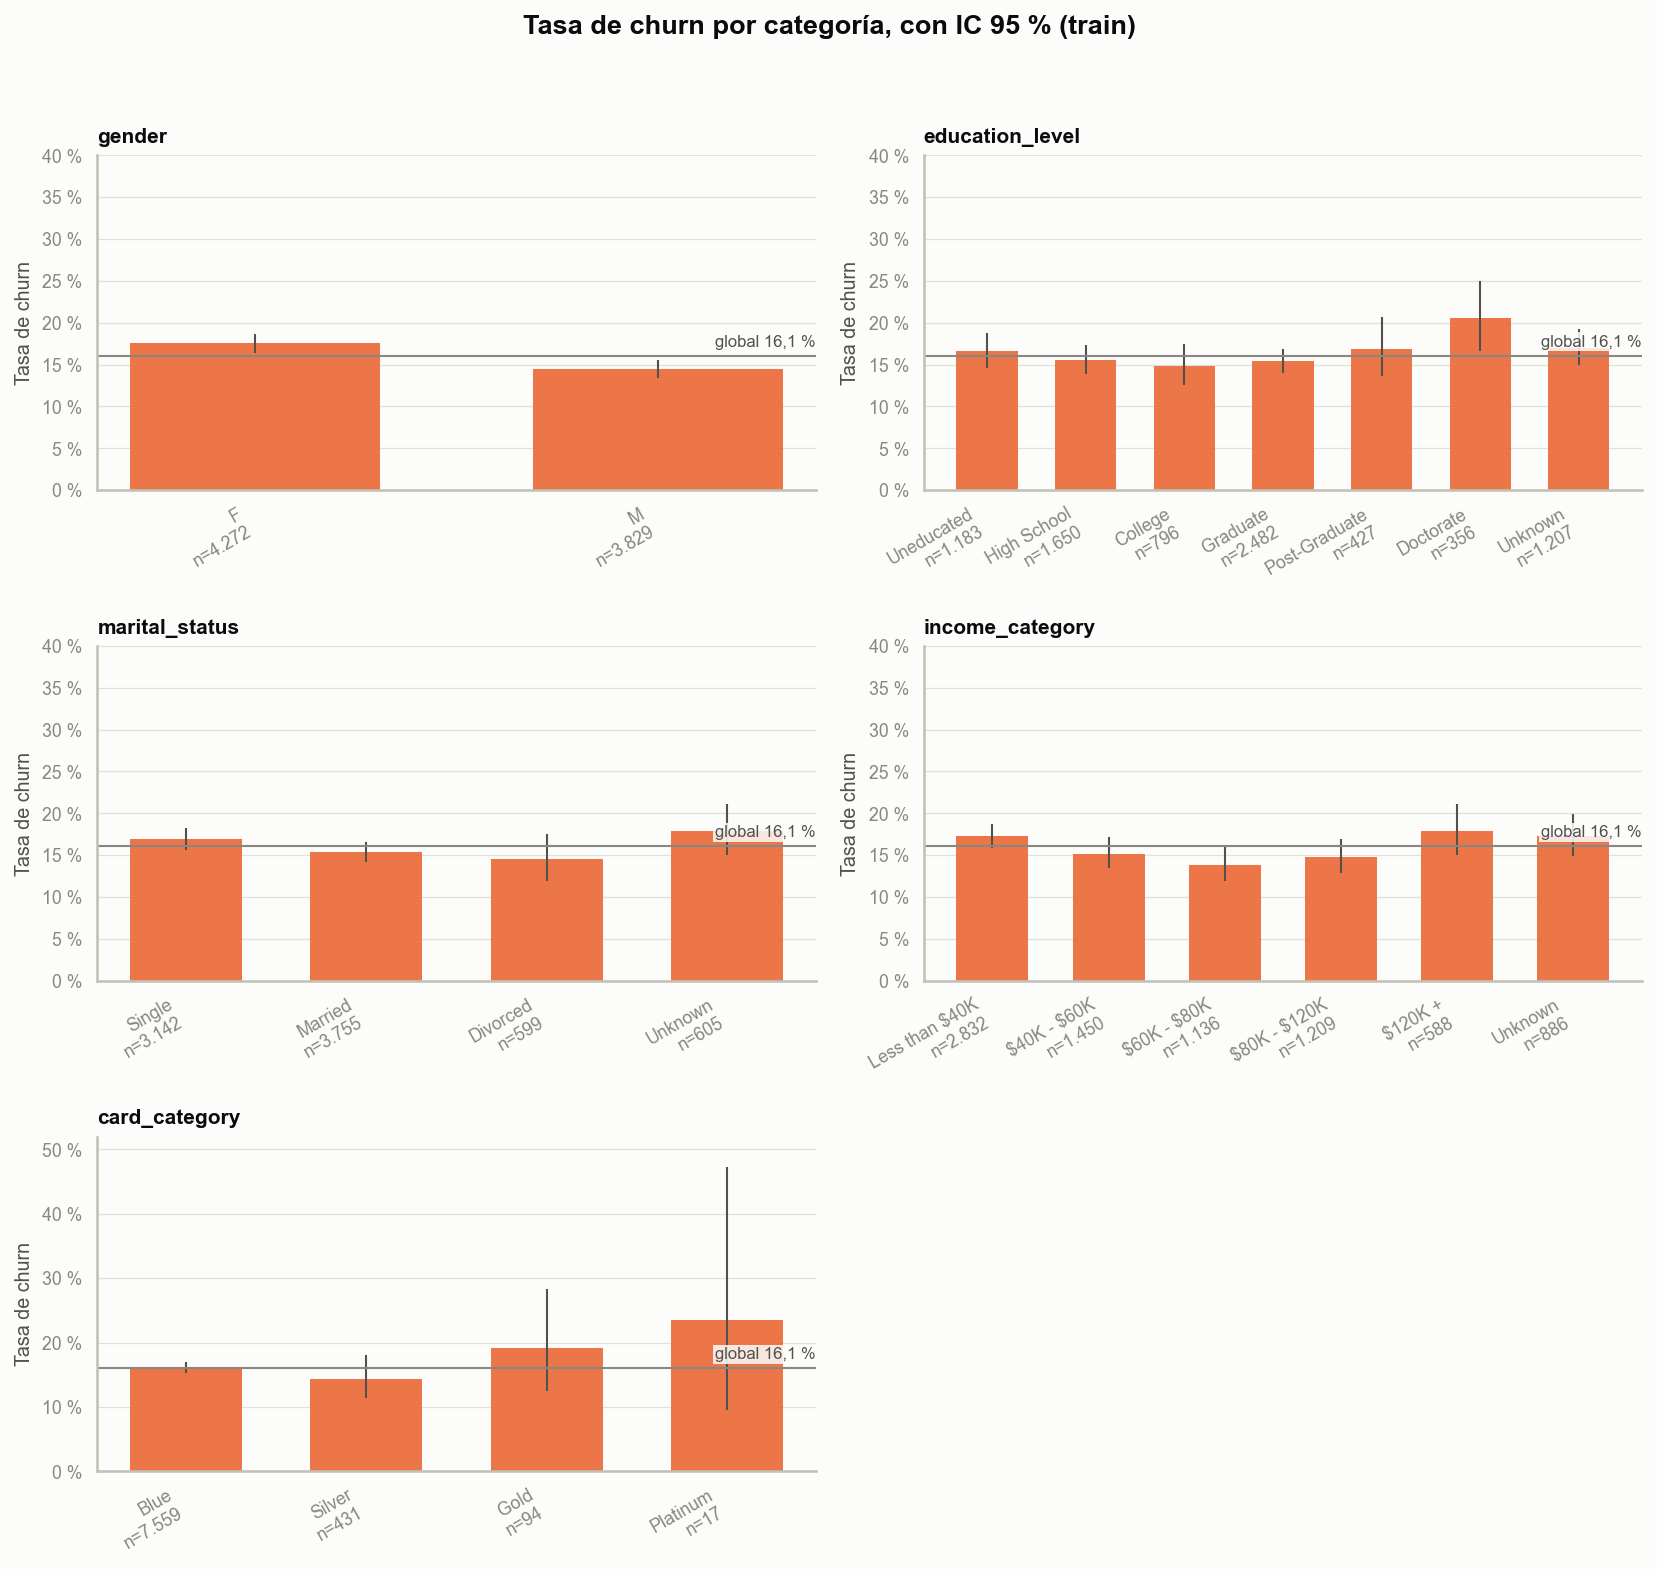 Tasa de churn por categoría, con IC 95 % (train)
gender
40 %
35 %
30 %
25 %
20 %
15 %
10 %
5 %
0 %
Tasa de churn
global 16,1 %
F
n=4.272
M
n=3.829
education_level
40 %
35 %
30 %
25 %
20 %
15 %
10 %
5 %
0 %
Tasa de churn
global 16,1 %
Uneducated
n=1.183
High School
n=1.650
College
n=796
Graduate
n=2.482
Post-Graduate
n=427
Doctorate
n=356
Unknown
n=1.207
marital_status
40 %
35 %
30 %
25 %
20 %
15 %
10 %
5 %
0 %
Tasa de churn
global 16,1 %
Single
n=3.142
Married
n=3.755
Divorced
n=599
Unknown
n=605
income_category
40 %
35 %
30 %
25 %
20 %
15 %
10 %
5 %
0 %
Tasa de churn
global 16,1 %
Less than $40K
n=2.832
$40K - $60K
n=1.450
$60K - $80K
n=1.136
$80K - $120K
n=1.209
$120K +
n=588
Unknown
n=886
card_category
50 %
40 %
30 %
20 %
10 %
0 %
Tasa de churn
global 16,1 %
Blue
n=7.559
Silver
n=431
Gold
n=94
Platinum
n=17